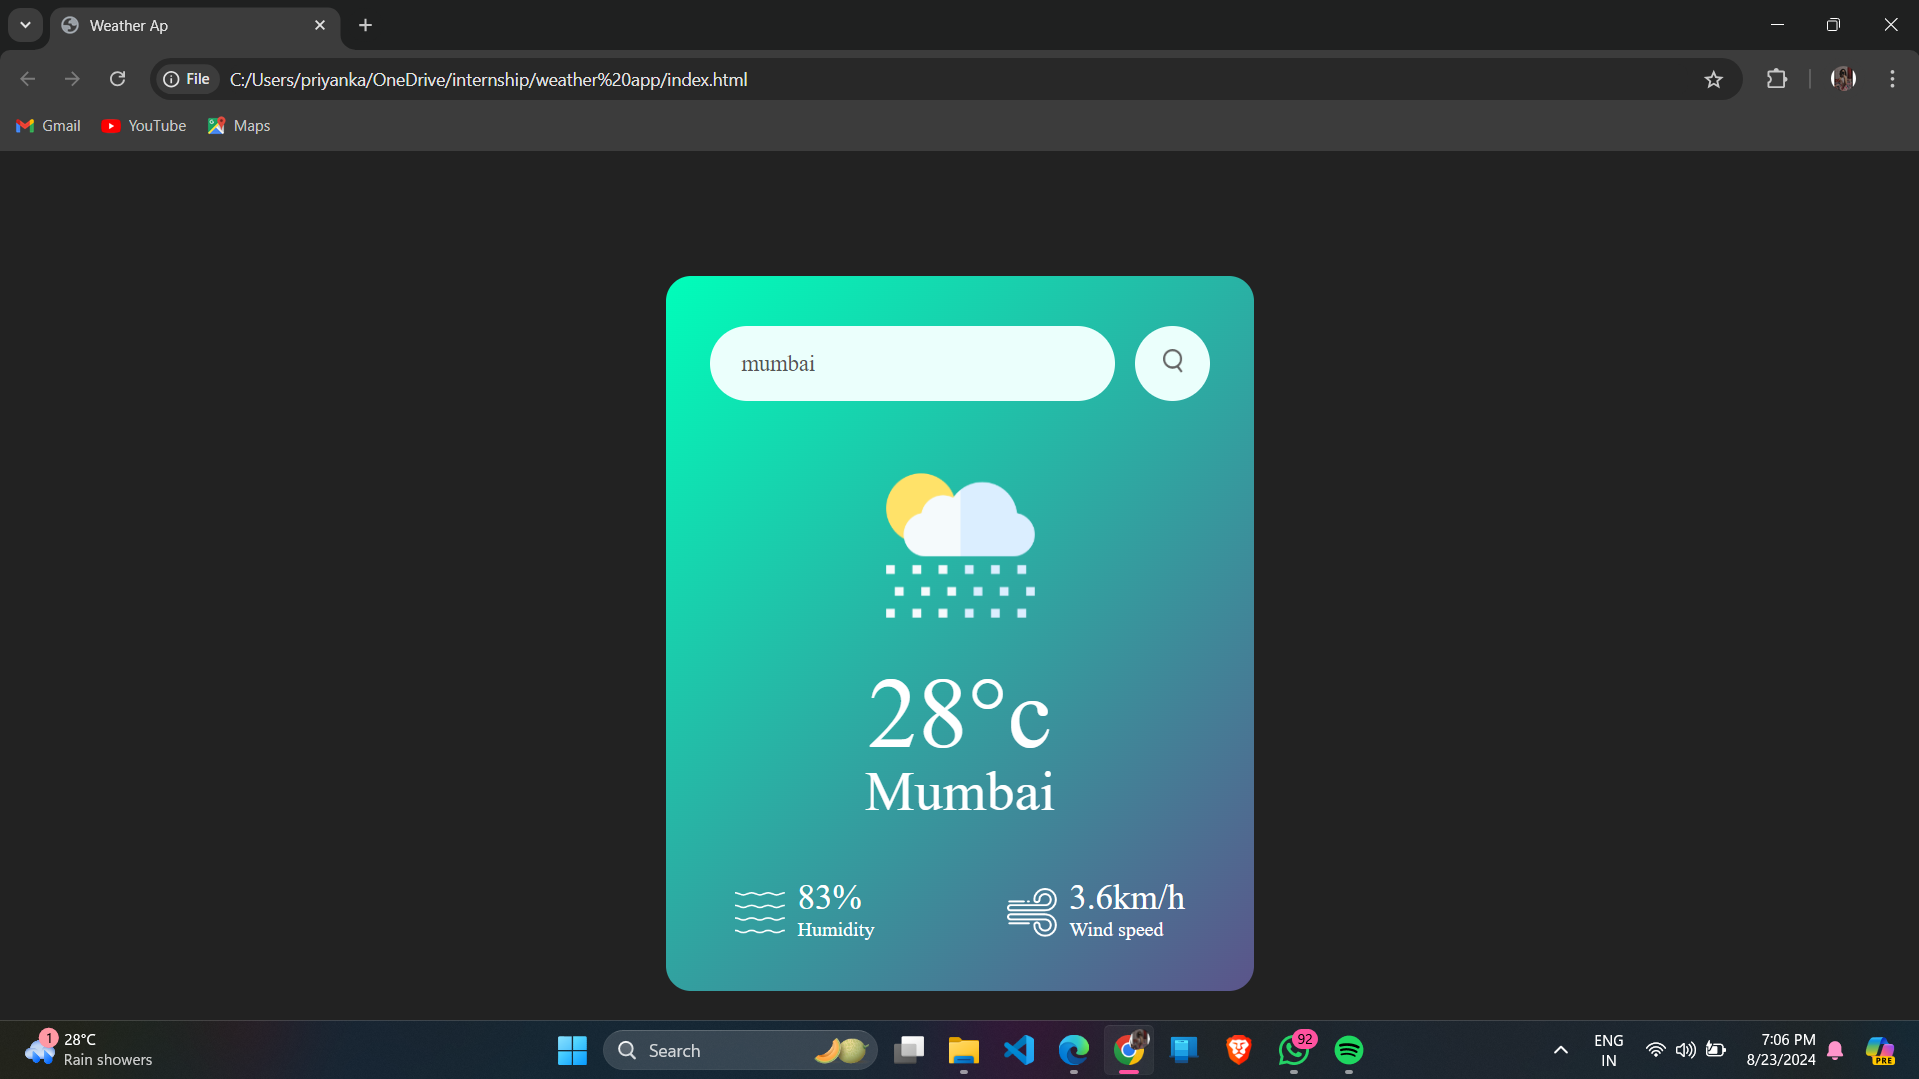 Weather Ap
File
C:/Users/priyanka/OneDrive/internship/weather%20app/index.html
Gmail
YouTube
Maps
mumbai
28°c
Mumbai
83%
Humidity
3.6km/h
Wind speed
1
28°C
Rain showers
Search
92
ENG
IN
7:06 PM
8/23/2024
PRE